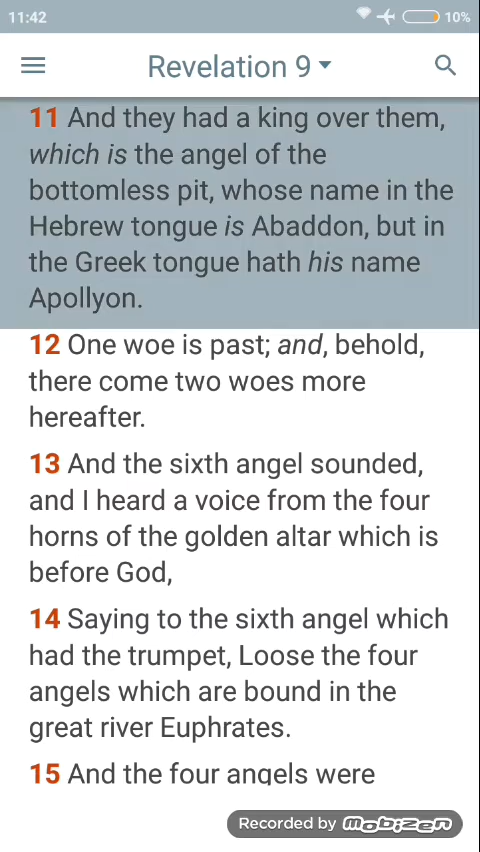 11:42
10%
Revelation 9
11 And they had a king over them,
which is the angel of the
bottomless pit, whose name in the
Hebrew tongue is Abaddon, but in
the Greek tongue hath his name
Apollyon.
12 One woe is past; and, behold,
there come two woes more
hereafter.
13 And the sixth angel sounded,
and I heard a voice from the four
horns of the golden altar which is
before God,
14 Saying to the sixth angel which
had the trumpet, Loose the four
angels which are bound in the
great river Euphrates.
15 And the four angels were
Recorded by Mobizen